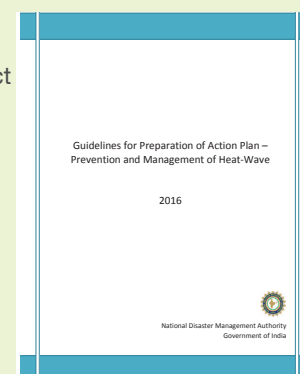 ct
Guidelines for Preparation of Action Plan –
Prevention and Management of Heat-Wave
2016
National Disaster Management Authority
Government of India